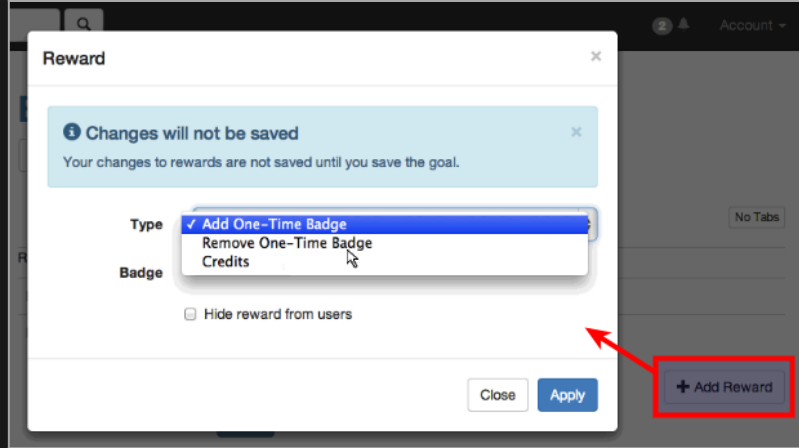 2
Account
Reward
×
Changes will not be saved
×
Your changes to rewards are not saved until you save the goal.
No Tabs
Type
✓ Add One-Time Badge
Remove One-Time Badge
Credits
Badge
Hide reward from users
+ Add Reward
Close
Apply